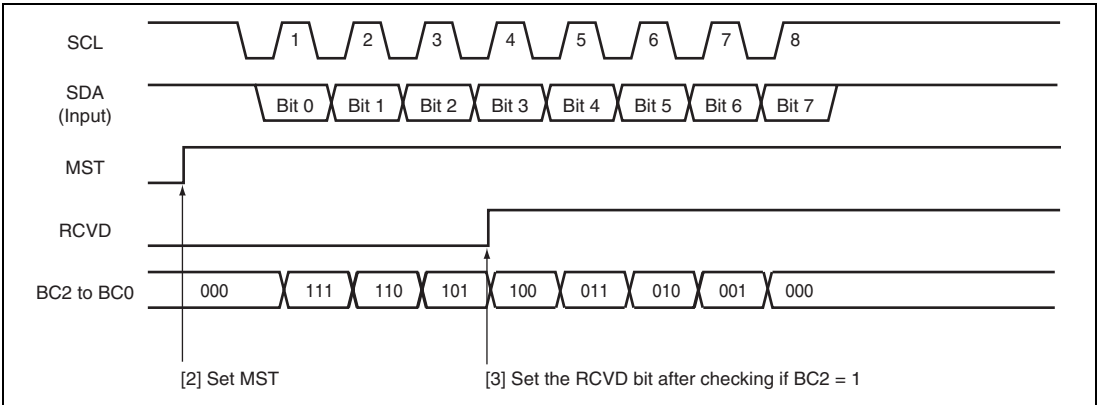 SCL 1 2 3 4 5 6 7 8
SDA
(Input)
Bit 0 Bit 1 Bit 2 Bit 3 Bit 4 Bit 5 Bit 6 Bit 7
MST
RCVD
BC2 to BC0 000 111 110 101 100 011 010 001 000
[2] Set MST [3] Set the RCVD bit after checking if BC2 = 1